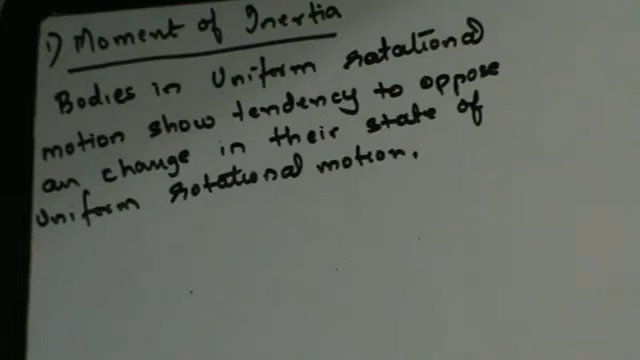 1) Moment of Inertia
Bodies in Uniform rotational
motion show tendency to oppose
an change in their state of
Uniform rotational motion.